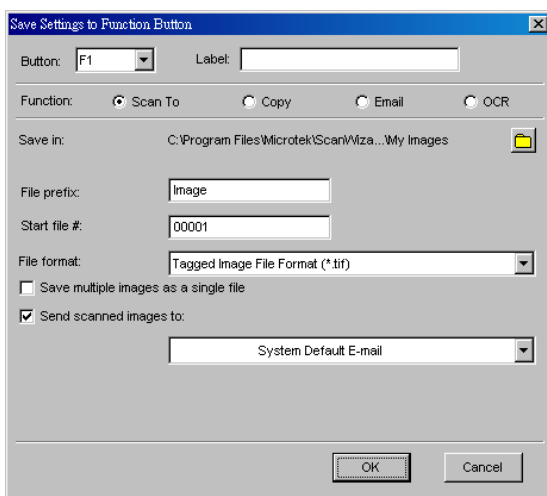 Save Settings to Function Button
Button: F1 Label:
Function: Scan To Copy Email OCR
Save in: C:\Program Files\Microtek\ScanWiza...\My Images
File prefix: Image
Start file #: 00001
File format: Tagged Image File Format (*.tif)
Save multiple images as a single file
Send scanned images to:
System Default E-mail
OK Cancel